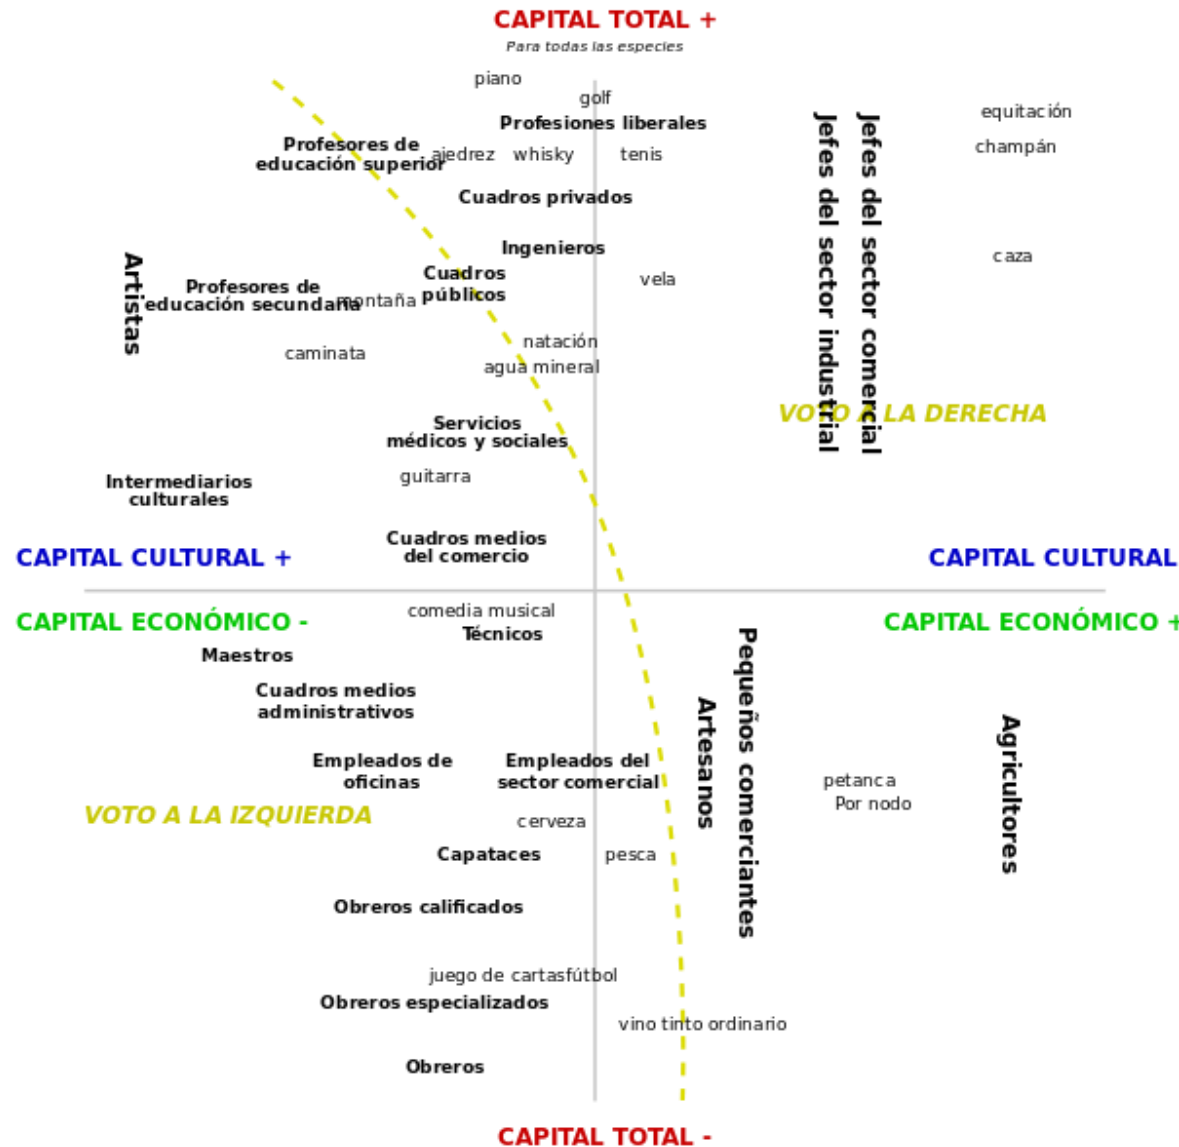 CAPITAL TOTAL +
Para todas las especies
piano
golf
equitación
Profesiones liberales
Profesores de
educación superior
ajedrez
whisky
tenis
champán
Jefes del sector industrial
Jefes del sector comercial
Cuadros privados
Ingenieros
caza
Artistas
Cuadros
públicos
vela
Profesores de
educación secundaria
montaña
natación
caminata
agua mineral
VOTO A LA DERECHA
Servicios
médicos y sociales
guitarra
Intermediarios
culturales
Cuadros medios
del comercio
CAPITAL CULTURAL +
CAPITAL CULTURAL
comedia musical
CAPITAL ECONÓMICO -
CAPITAL ECONÓMICO +
Técnicos
Maestros
Pequeños comerciantes
Artesanos
Agricultores
Cuadros medios
administrativos
Empleados de
oficinas
Empleados del
sector comercial
petanca
Por nodo
VOTO A LA IZQUIERDA
cerveza
Capataces
pesca
Obreros calificados
juego de cartas
fútbol
Obreros especializados
vino tinto ordinario
Obreros
CAPITAL TOTAL -